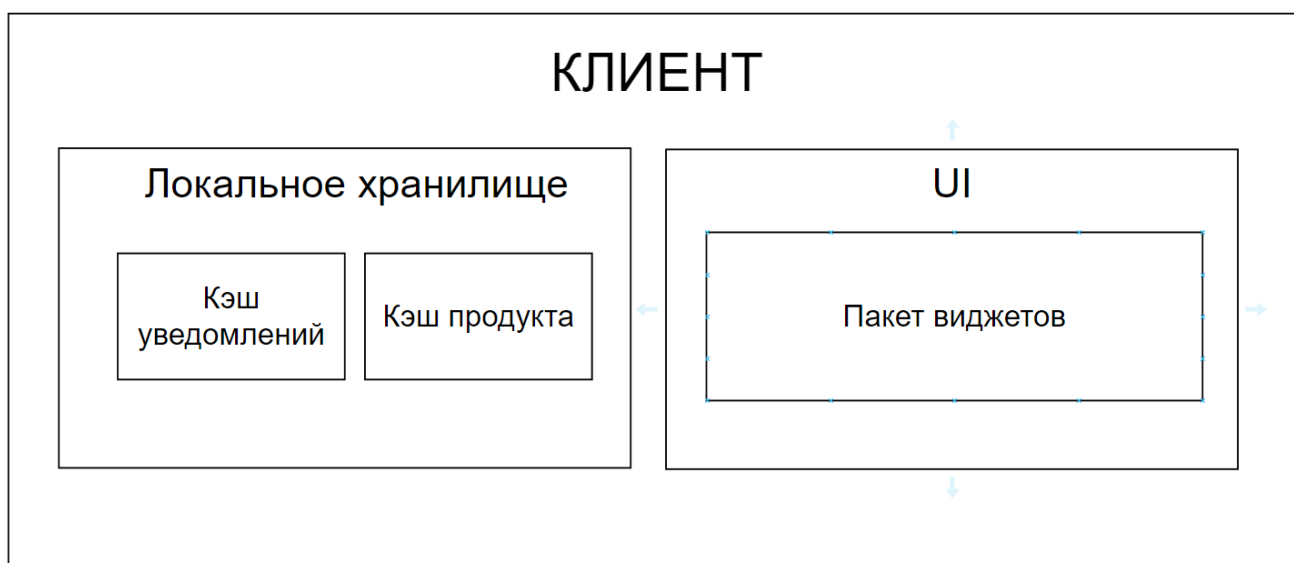 КЛИЕНТ
Локальное хранилище
Кэш
уведомлений
Кэш продукта
UI
Пакет виджетов